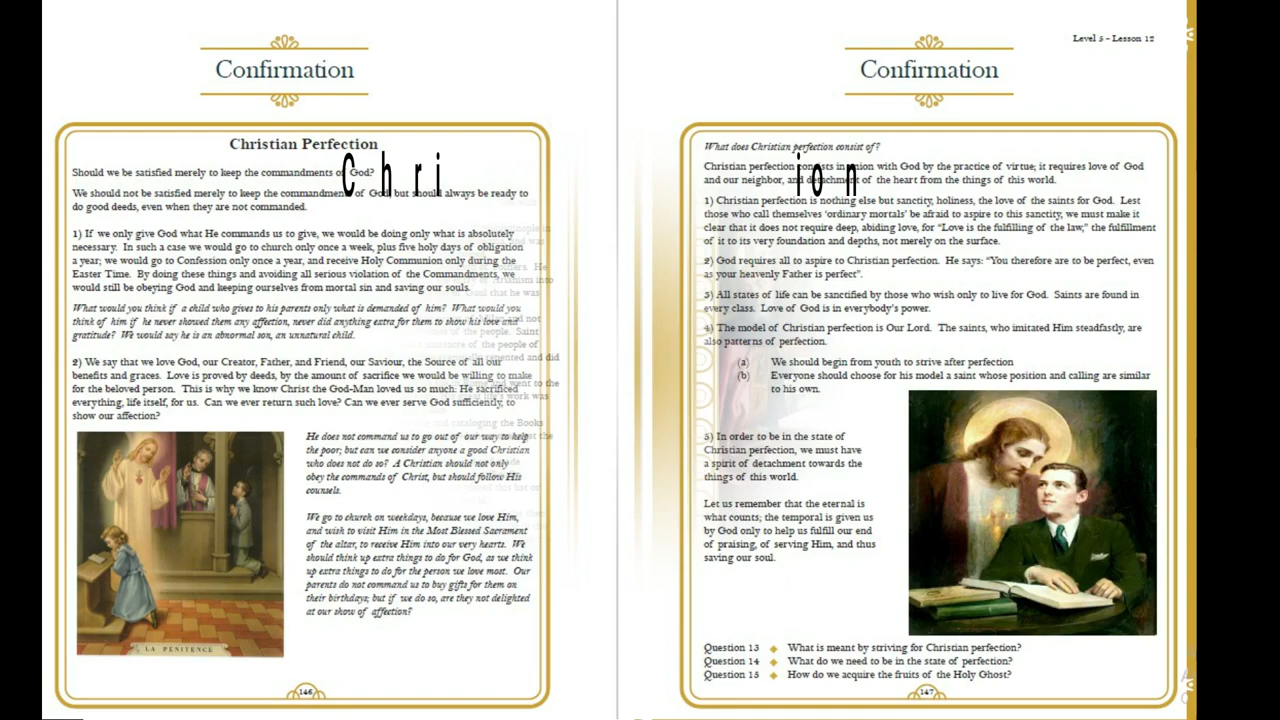 Confirmation
Christian Perfection
Chri
Should we be satisfied merely to keep the commandments of God?
We should not be satisfied merely to keep the commandments of God, but should always be ready to
do good deeds, even when they are not commanded.
1) If we only give God what He commands us to give, we would be doing only what is absolutely
necessary. In such a case we would go to church only once a week, plus five holy days of obligation
a year; we would go to Confession only once a year, and receive Holy Communion only during the
Easter Time. By doing these things and avoiding all serious violation of the Commandments, we
would still be obeying God and keeping ourselves from mortal sin and saving our souls.
What would you think if a child who gives to his parents only what is demanded of him? What would you
think of him if he never showed them any affection, never did anything extra for them to show his love and
gratitude? We would say he is an abnormal son, an unnatural child.
2) We say that we love God, our Creator, Father, and Friend, our Saviour, the Source of all our
benefits and graces. Love is proved by deeds, by the amount of sacrifice we would be willing to make
for the beloved person. This is why we know Christ the God-Man loved us so much: He sacrificed
everything, life itself, for us. Can we ever return such love? Can we ever serve God sufficiently, to
show our affection?
He does not command us to go out of our way to help
the poor; but can we consider anyone a good Christian
who does not do so? A Christian should not only
obey the commands of Christ, but should follow His
counsels.
We go to church on weekdays, because we love Him,
and wish to visit Him in the Most Blessed Sacrament
of the altar, to receive Him into our very hearts. We
should think up extra things to do for God, as we think
up extra things to do for the person we love most. Our
parents do not command us to buy gifts for them on
their birthdays; but if we do so, are they not delighted
at our show of affection?
LA PENITENCE
146
Level 5 - Lesson 12
Confirmation
What does Christian perfection consist of?
ion
Christian perfection consists in union with God by the practice of virtue; it requires love of God
and our neighbor, and detachment of the heart from the things of this world.
1) Christian perfection is nothing else but sanctity, holiness, the love of the saints for God. Lest
those who call themselves ‘ordinary mortals’ be afraid to aspire to this sanctity, we must make it
clear that it does not require deep, abiding love, for “Love is the fulfilling of the law,” the fulfillment
of it to its very foundation and depths, not merely on the surface.
2) God requires all to aspire to Christian perfection. He says: “You therefore are to be perfect, even
as your heavenly Father is perfect”.
3) All states of life can be sanctified by those who wish only to live for God. Saints are found in
every class. Love of God is in everybody’s power.
4) The model of Christian perfection is Our Lord. The saints, who imitated Him steadfastly, are
also patterns of perfection.
(a) We should begin from youth to strive after perfection
(b) Everyone should choose for his model a saint whose position and calling are similar
to his own.
5) In order to be in the state of
Christian perfection, we must have
a spirit of detachment towards the
things of this world.
Let us remember that the eternal is
what counts; the temporal is given us
by God only to help us fulfill our end
of praising, of serving Him, and thus
saving our soul.
Question 13 ◆ What is meant by striving for Christian perfection?
Question 14 ◆ What do we need to be in the state of perfection?
Question 15 ◆ How do we acquire the fruits of the Holy Ghost?
147